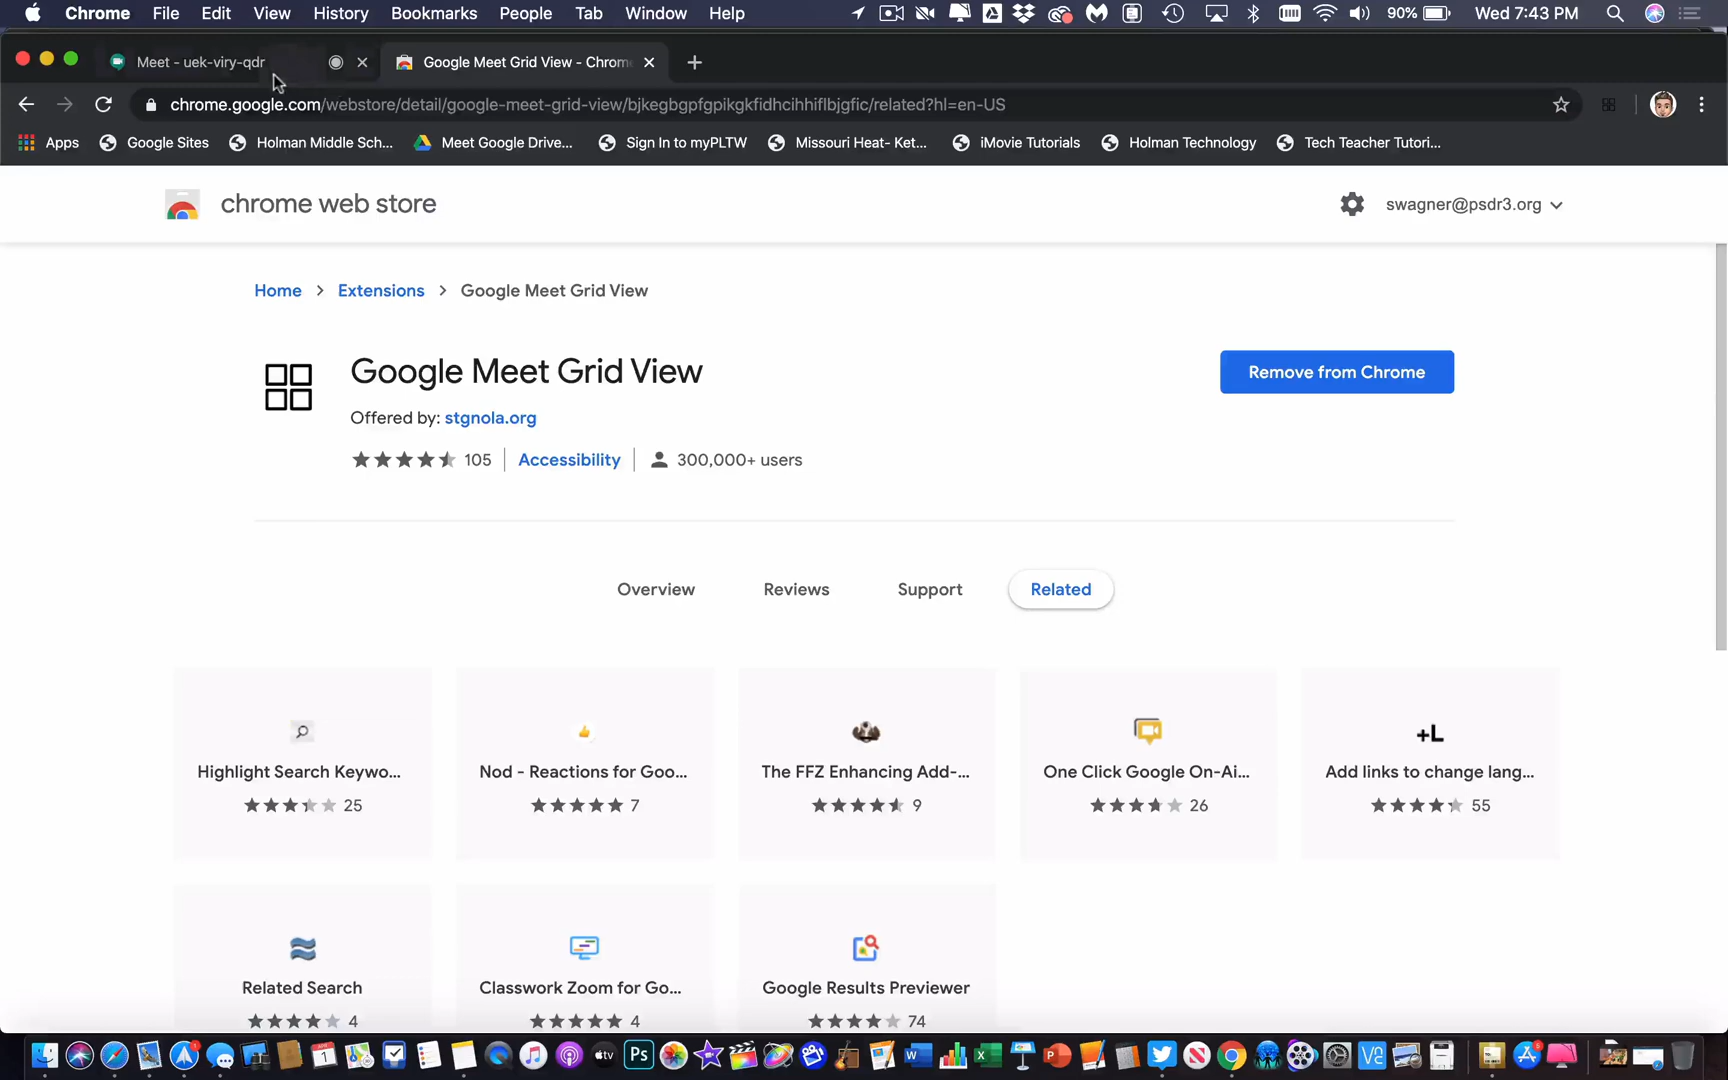 Chrome File Edit View History Bookmarks People Tab Window Help 90% Wed 7:43 PM
Meet - uek-viry-qdr Google Meet Grid View - Chrom
chrome.google.com/webstore/detail/google-meet-grid-view/bjkegbgpfgpikgkfidhcihhiflbjgfic/related?hl=en-US
Apps Google Sites Holman Middle Sch... Meet Google Drive... Sign In to myPLTW Missouri Heat- Ket... iMovie Tutorials Holman Technology Tech Teacher Tutori...
chrome web store swagner@psdr3.org
Home > Extensions > Google Meet Grid View
Google Meet Grid View
Remove from Chrome
Offered by: stgnola.org
105 Accessibility 300,000+ users
Overview Reviews Support Related
+L
Highlight Search Keywo... Nod - Reactions for Goo... The FFZ Enhancing Add-... One Click Google On-Ai... Add links to change lang...
25 7 9 26 55
Related Search Classwork Zoom for Go... Google Results Previewer
4 4 74
tv Ps W X P VC